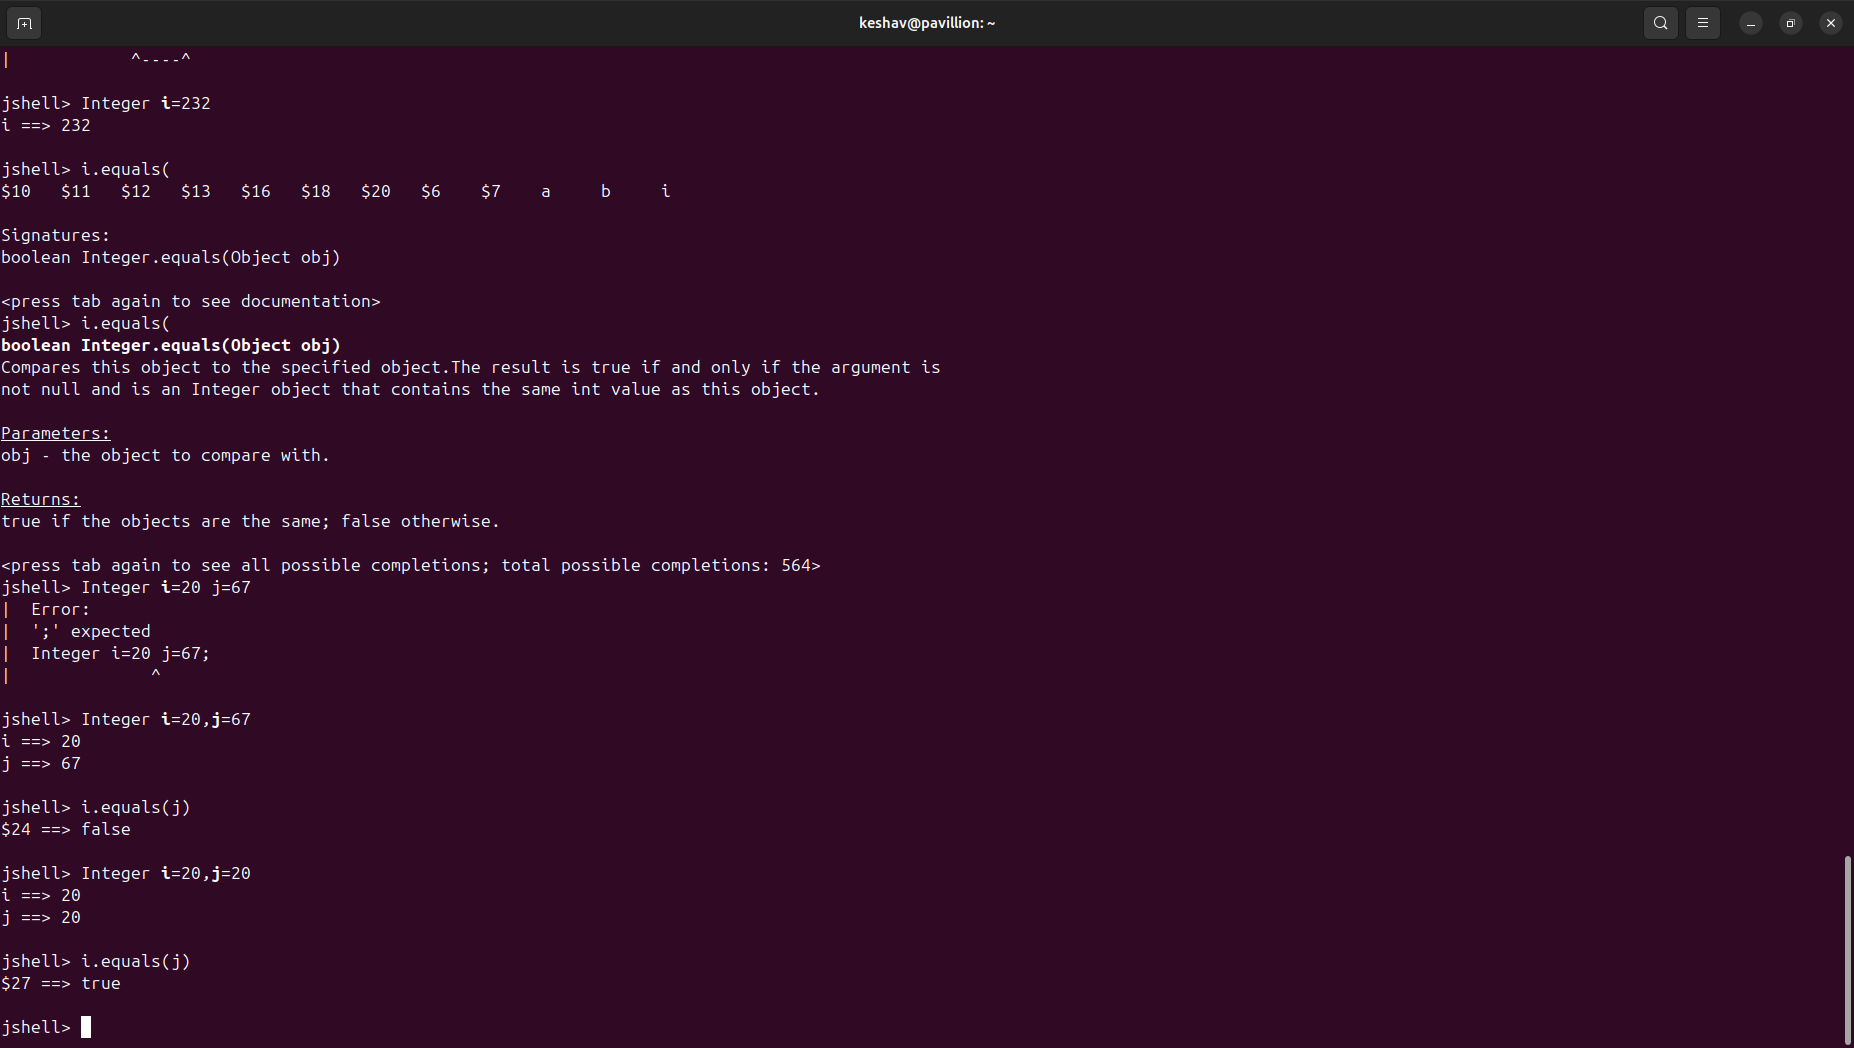 keshav@pavillion: ~
|            ^----^
jshell> Integer i=232
i ==> 232
jshell> i.equals(
$10   $11   $12   $13   $16   $18   $20   $6    $7    a     b     i
Signatures:
boolean Integer.equals(Object obj)
<press tab again to see documentation>
jshell> i.equals(
boolean Integer.equals(Object obj)
Compares this object to the specified object.The result is true if and only if the argument is
not null and is an Integer object that contains the same int value as this object.
Parameters:
obj - the object to compare with.
Returns:
true if the objects are the same; false otherwise.
<press tab again to see all possible completions; total possible completions: 564>
jshell> Integer i=20 j=67
|  Error:
|  ';' expected
|  Integer i=20 j=67;
|              ^
jshell> Integer i=20,j=67
i ==> 20
j ==> 67
jshell> i.equals(j)
$24 ==> false
jshell> Integer i=20,j=20
i ==> 20
j ==> 20
jshell> i.equals(j)
$27 ==> true
jshell>